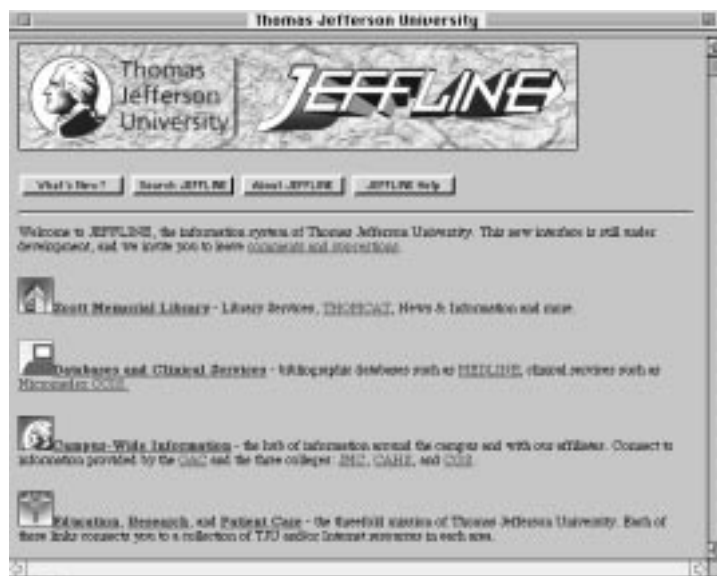 Thomas Jefferson University
Thomas
Jefferson
University
JEFFLINE
What's New?
Search JEFFLINE
About JEFFLINE
JEFFLINE Help
Welcome to JEFFLINE, the information system of Thomas Jefferson University. This new interface is still under
development, and we invite you to leave comments and suggestions.
Scott Memorial Library - Library Services, THOMCAT, News & Information and more.
Databases and Clinical Services - bibliographic databases such as MEDLINE, clinical services such as
Micromedex CCIS.
Campus-Wide Information - the hub of information around the campus and with our affiliates. Connect to
information provided by the OAC and the three colleges: JMC, CAHS, and CGS.
Education, Research, and Patient Care - the threefold mission of Thomas Jefferson University. Each of
these links connects you to a collection of TJU and/or Internet resources in each area.